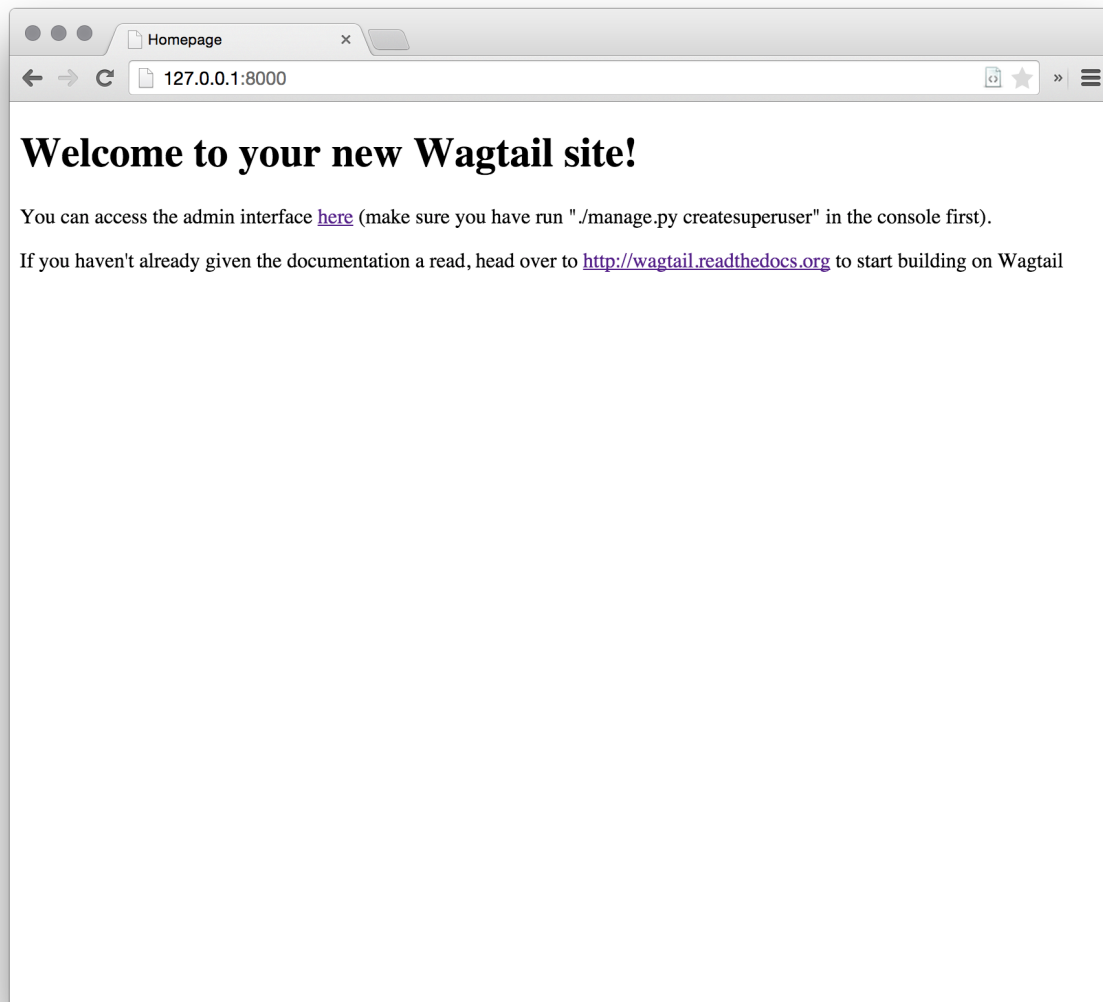 Homepage
127.0.0.1:8000
Welcome to your new Wagtail site!
You can access the admin interface here (make sure you have run "./manage.py createsuperuser" in the console first).
If you haven't already given the documentation a read, head over to http://wagtail.readthedocs.org to start building on Wagtail